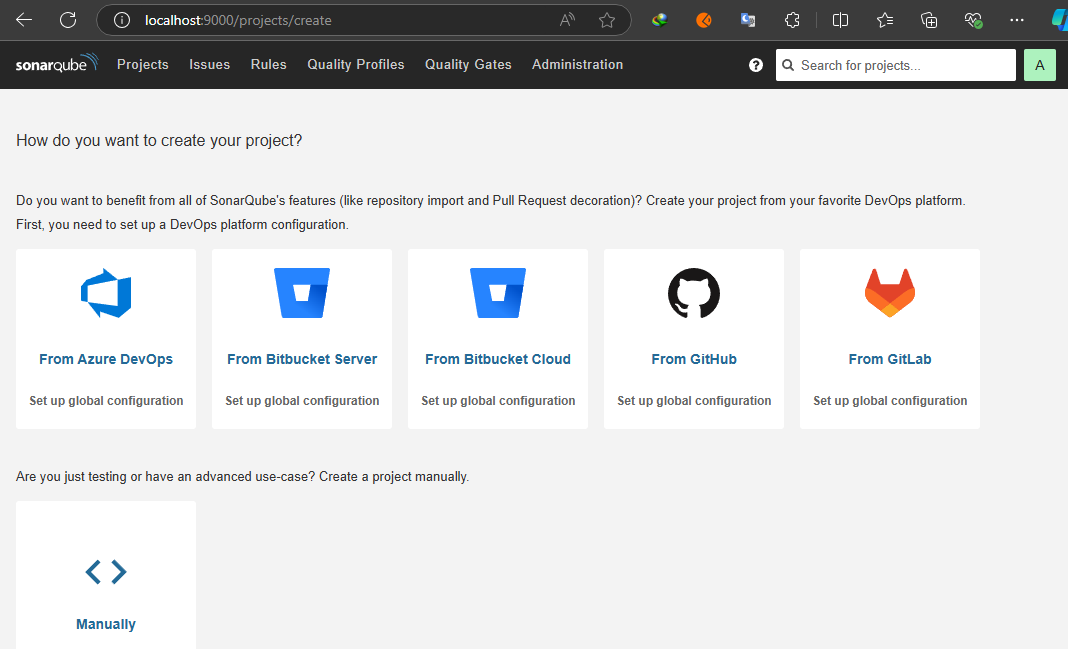 localhost:9000/projects/create
sonarqube Projects Issues Rules Quality Profiles Quality Gates Administration ? Search for projects... A
How do you want to create your project?
Do you want to benefit from all of SonarQube's features (like repository import and Pull Request decoration)? Create your project from your favorite DevOps platform.
First, you need to set up a DevOps platform configuration.
From Azure DevOps From Bitbucket Server From Bitbucket Cloud From GitHub From GitLab
Set up global configuration Set up global configuration Set up global configuration Set up global configuration Set up global configuration
Are you just testing or have an advanced use-case? Create a project manually.
Manually